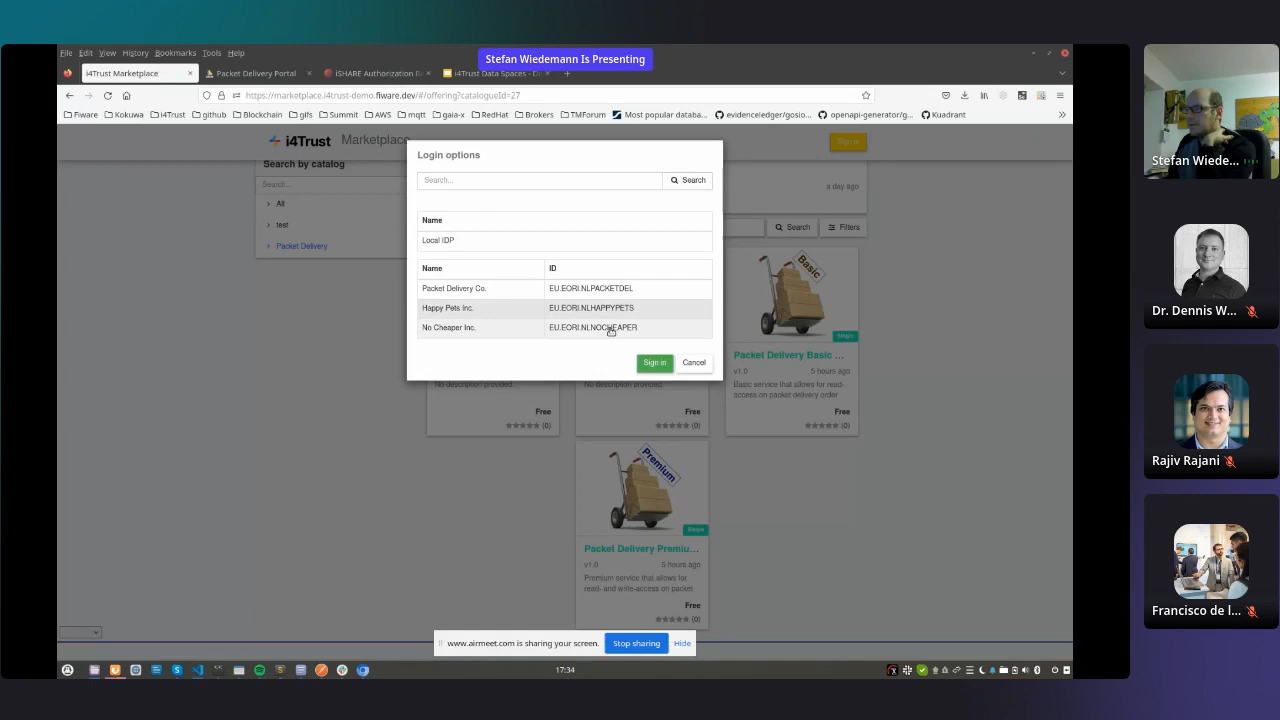 Stefan Wiedemann Is Presenting
File Edit View History Bookmarks Tools Help
i4Trust Marketplace
Packet Delivery Portal
iSHARE Authorization R
i4Trust Data Spaces - D
https://marketplace.i4trust-demo.fiware.dev/#/offering?catalogueId=27
Fiware Kokuwa i4Trust github Blockchain gifs Summit AWS mqtt gaia-x RedHat Brokers TMForum Most popular databa... evidenceledger/gosio... openapi-generator/g... Kuadrant
i4Trust Marketplace
Sign in
Search by catalog
Search...
All
test
Packet Delivery
a day ago
Search
Filters
Login options
Search...
Search
Name
Local IDP
Name ID
Packet Delivery Co. EU.EORI.NLPACKETDEL
Happy Pets Inc. EU.EORI.NLHAPPYPETS
No Cheaper Inc. EU.EORI.NLNOCHEAPER
Sign in
Cancel
No description provided.
Free
(0)
No description provided.
Free
(0)
Basic
Packet Delivery Basic ...
v1.0 5 hours ago
Basic service that allows for read-
access on packet delivery order
Free
(0)
Premium
Packet Delivery Premiu...
v1.0 5 hours ago
Premium service that allows for
read- and write-access on packet
Free
(0)
www.airmeet.com is sharing your screen.
Stop sharing
Hide
17:34
Stefan Wiede...
Dr. Dennis W...
Rajiv Rajani
Francisco de l...